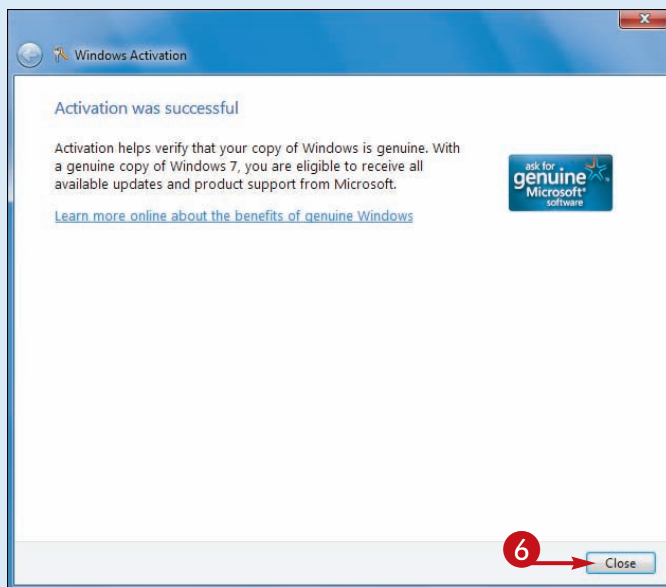 Windows Activation
Activation was successful
Activation helps verify that your copy of Windows is genuine. With
a genuine copy of Windows 7, you are eligible to receive all
available updates and product support from Microsoft.
ask for
genuine
Microsoft®
software
Learn more online about the benefits of genuine Windows
6
Close